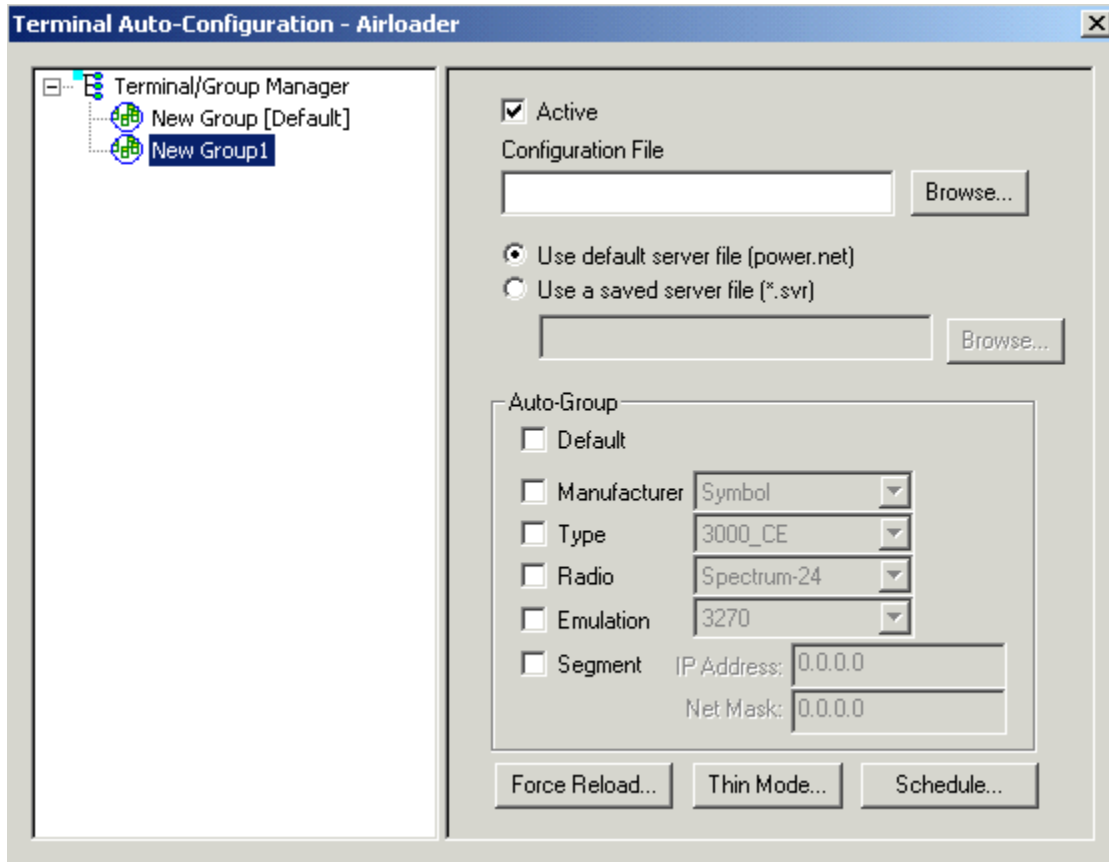 Terminal Auto-Configuration - Airloader
Terminal/Group Manager
New Group [Default]
New Group1
Active
Configuration File
Browse...
Use default server file (power.net)
Use a saved server file (*.svr)
Browse...
Auto-Group
Default
Manufacturer Symbol
Type 3000_CE
Radio Spectrum-24
Emulation 3270
Segment IP Address: 0.0.0.0
Net Mask: 0.0.0.0
Force Reload... Thin Mode... Schedule...